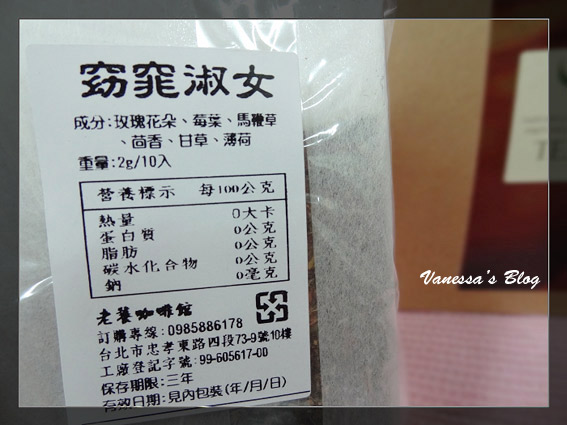 窈窕淑女
成分:玫瑰花朵、莓葉、馬鞭草
、茴香、甘草、薄荷
重量:2g/10入
營養標示 每100公克
熱量 0大卡
蛋白質 0公克
脂肪 0公克
碳水化合物 0公克
鈉 0毫克
老饕咖啡館
訂購專線:0985886178
台北市忠孝東路四段73-9號10樓
工廠登記字號:99-605617-00
保存期限:三年
有效日期:見內包裝(年/月/日)
Vanessa's Blog